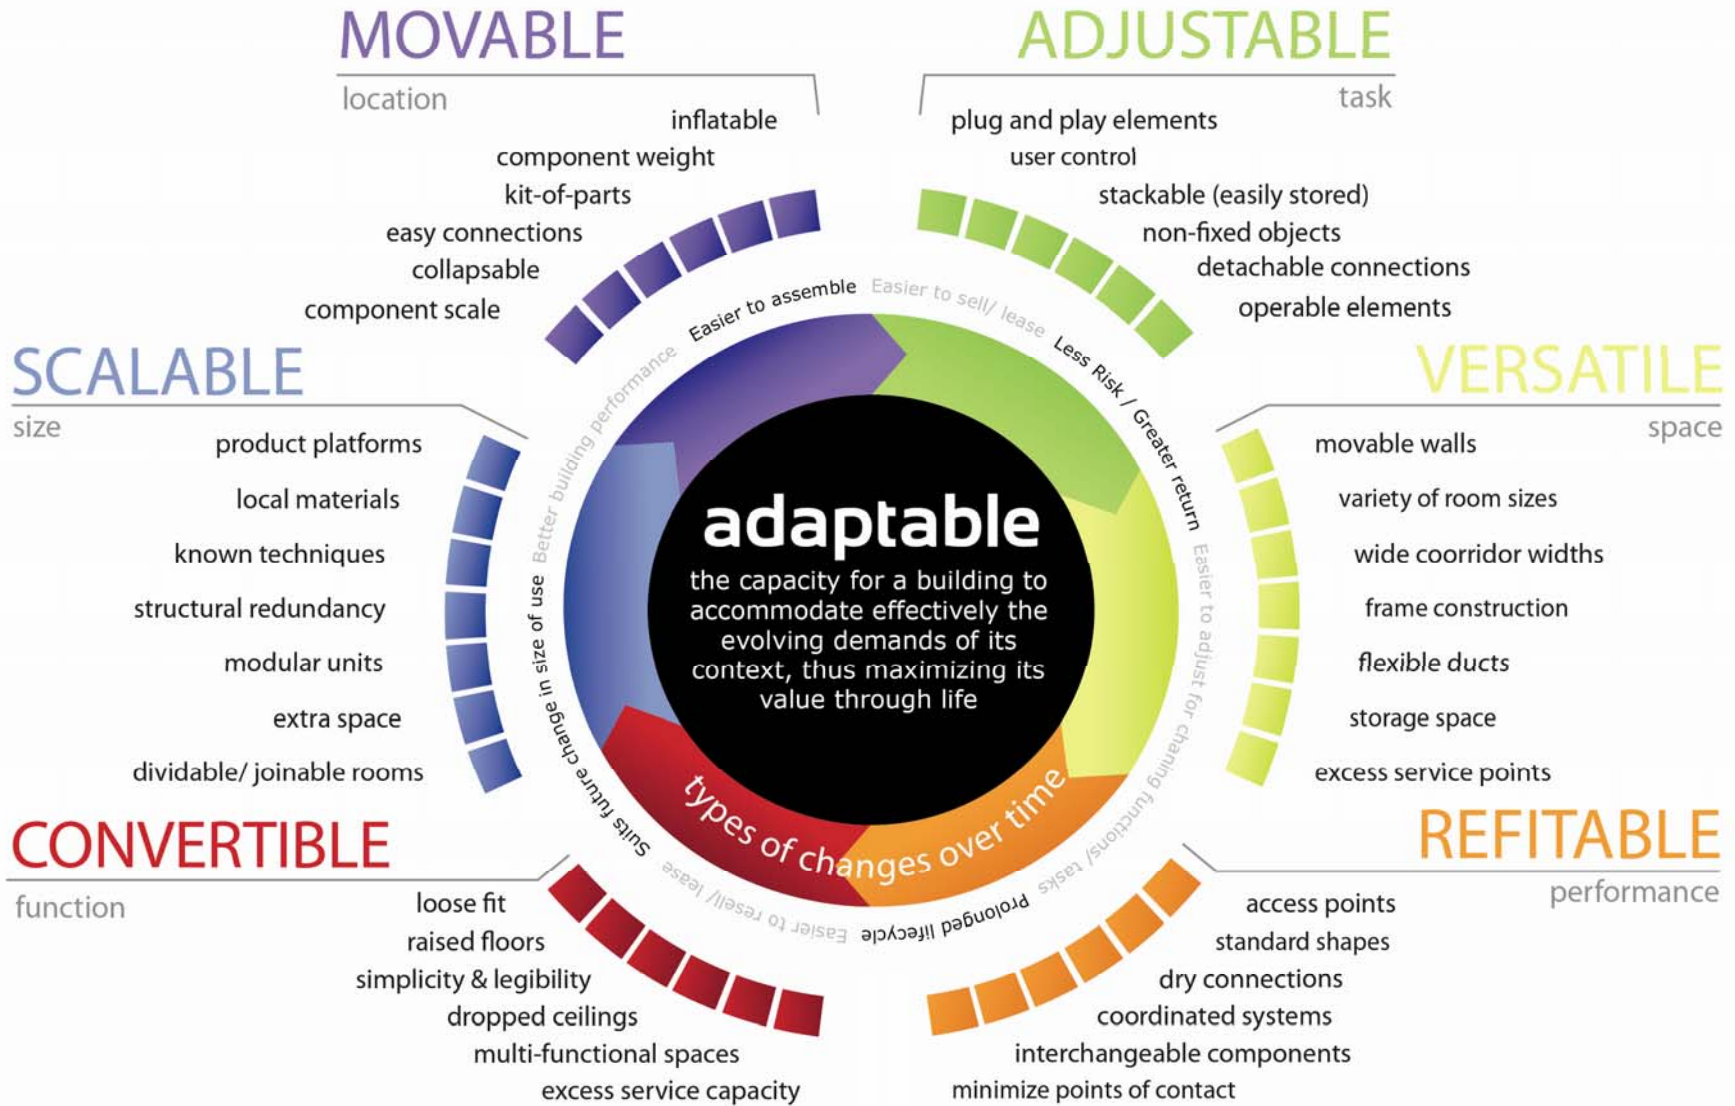 MOVABLE
location
inflatable
component weight
kit-of-parts
easy connections
collapsable
component scale
ADJUSTABLE
task
plug and play elements
user control
stackable (easily stored)
non-fixed objects
detachable connections
operable elements
SCALABLE
size
product platforms
local materials
known techniques
structural redundancy
modular units
extra space
dividable/ joinable rooms
VERSATILE
space
movable walls
variety of room sizes
wide coorridor widths
frame construction
flexible ducts
storage space
excess service points
CONVERTIBLE
function
loose fit
raised floors
simplicity & legibility
dropped ceilings
multi-functional spaces
excess service capacity
REFITABLE
performance
access points
standard shapes
dry connections
coordinated systems
interchangeable components
minimize points of contact
Easier to assemble
Easier to sell/ lease
Less Risk / Greater return
Easier to adjust for chaning functions/ tasks
Prolonged lifecycle
Easier to resell/ lease
Suits future change in size of use
Better building performance
adaptable
the capacity for a building to
accommodate effectively the
evolving demands of its
context, thus maximizing its
value through life
types of changes over time